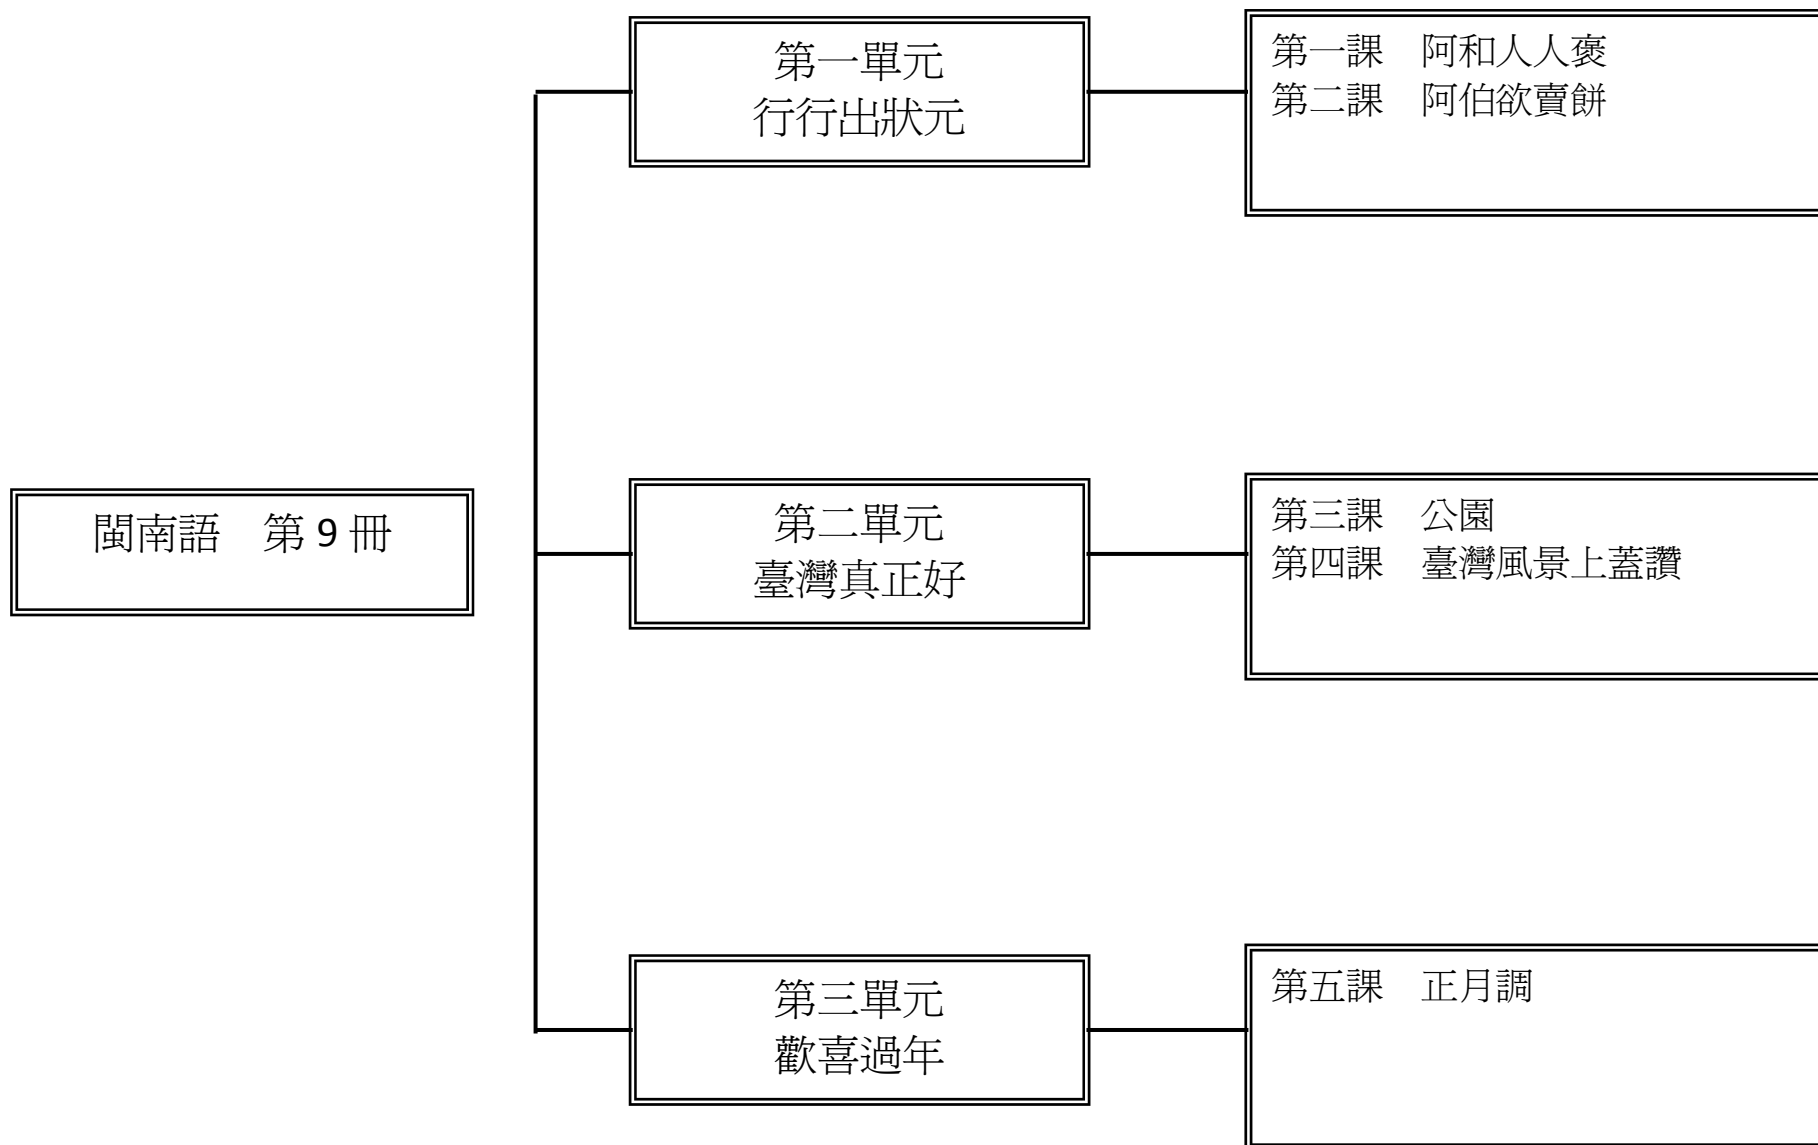 閩南語　第 9 冊
第一單元
行行出狀元
第一課　阿和人人褒
第二課　阿伯欲賣餅
第二單元
臺灣真正好
第三課　公園
第四課　臺灣風景上蓋讚
第三單元
歡喜過年
第五課　正月調